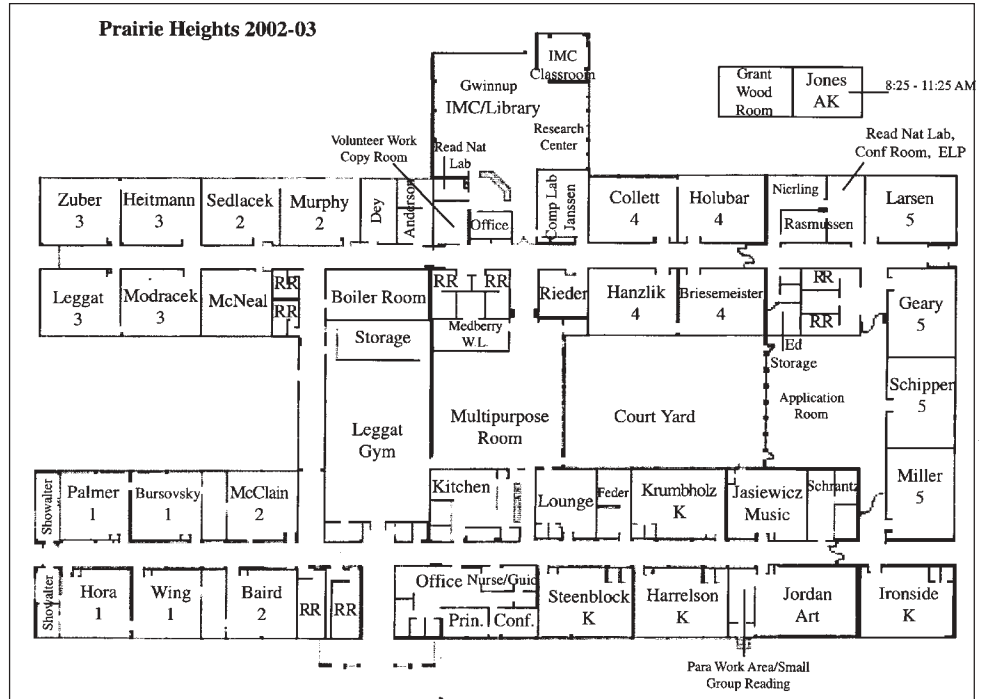 Prairie Heights 2002-03
IMC
Classroom
Gwinnup
IMC/Library
Research
Center
Grant
Wood
Room
Jones
AK
8:25 - 11:25 AM
Volunteer Work
Copy Room
Read Nat
Lab
Read Nat Lab,
Conf Room, ELP
Zuber
3
Heitmann
3
Sedlacek
2
Murphy
2
Dey
Anderson
Office
Comp Lab
Janssen
Collett
4
Holubar
4
Nierling
Rasmussen
Larsen
5
Leggat
3
Modracek
3
McNeal
RR
RR
Boiler Room
RR
RR
Medberry
W.L.
Rieder
Hanzlik
4
Briesemeister
4
RR
RR
Geary
5
Storage
Ed
Storage
Application
Room
Schipper
5
Leggat
Gym
Multipurpose
Room
Court Yard
Miller
5
Showalter
Palmer
1
Bursovsky
1
McClain
2
Kitchen
Lounge
Feder
Krumbholz
K
Jasiewicz
Music
Schrantz
Showalter
Hora
1
Wing
1
Baird
2
RR
RR
Office
Nurse/Guid
Prin.
Conf.
Steenblock
K
Harrelson
K
Jordan
Art
Ironside
K
Para Work Area/Small
Group Reading